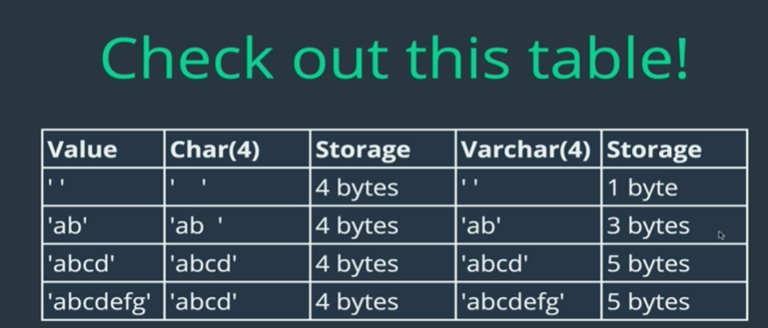 Check out this table!
Value Char(4) Storage Varchar(4) Storage
' ' '    ' 4 bytes ' ' 1 byte
'ab' 'ab  ' 4 bytes 'ab' 3 bytes
'abcd' 'abcd' 4 bytes 'abcd' 5 bytes
'abcdefg' 'abcd' 4 bytes 'abcdefg' 5 bytes